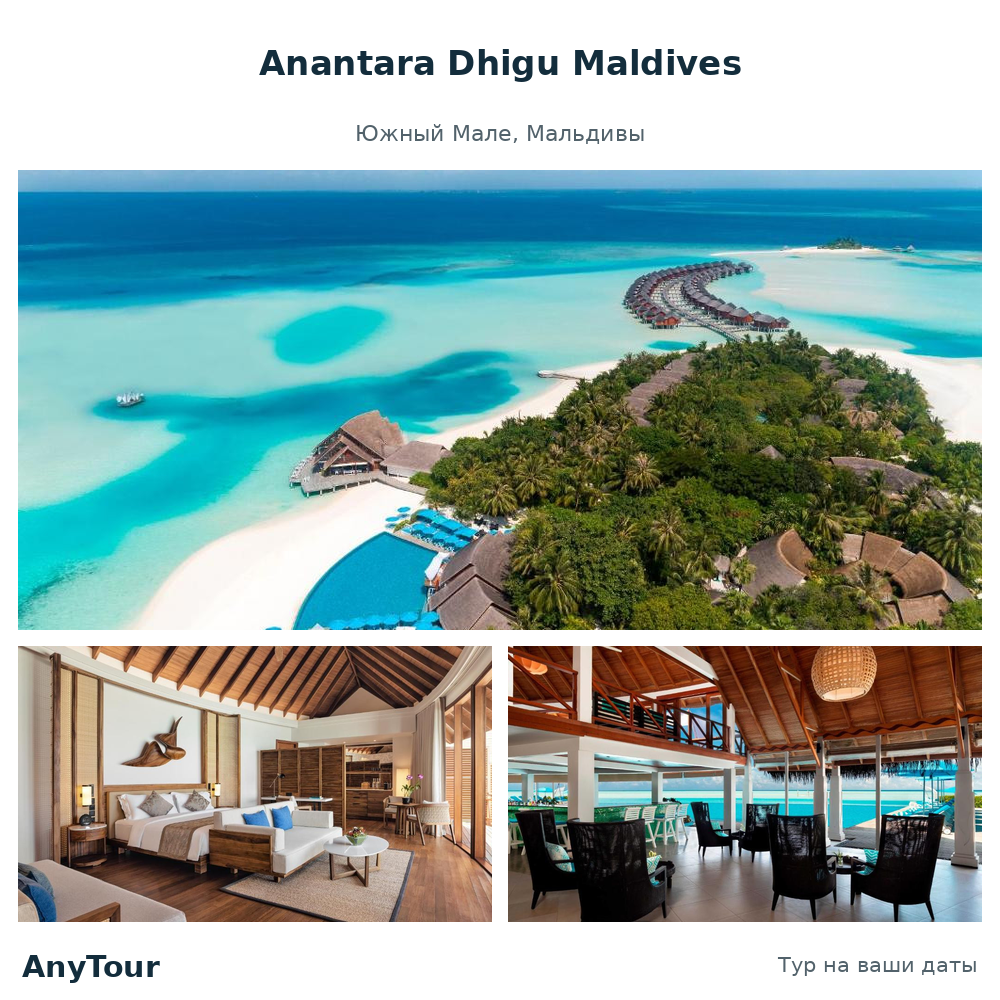 Anantara Dhigu Maldives
Южный Мале, Мальдивы
AnyTour
Тур на ваши даты